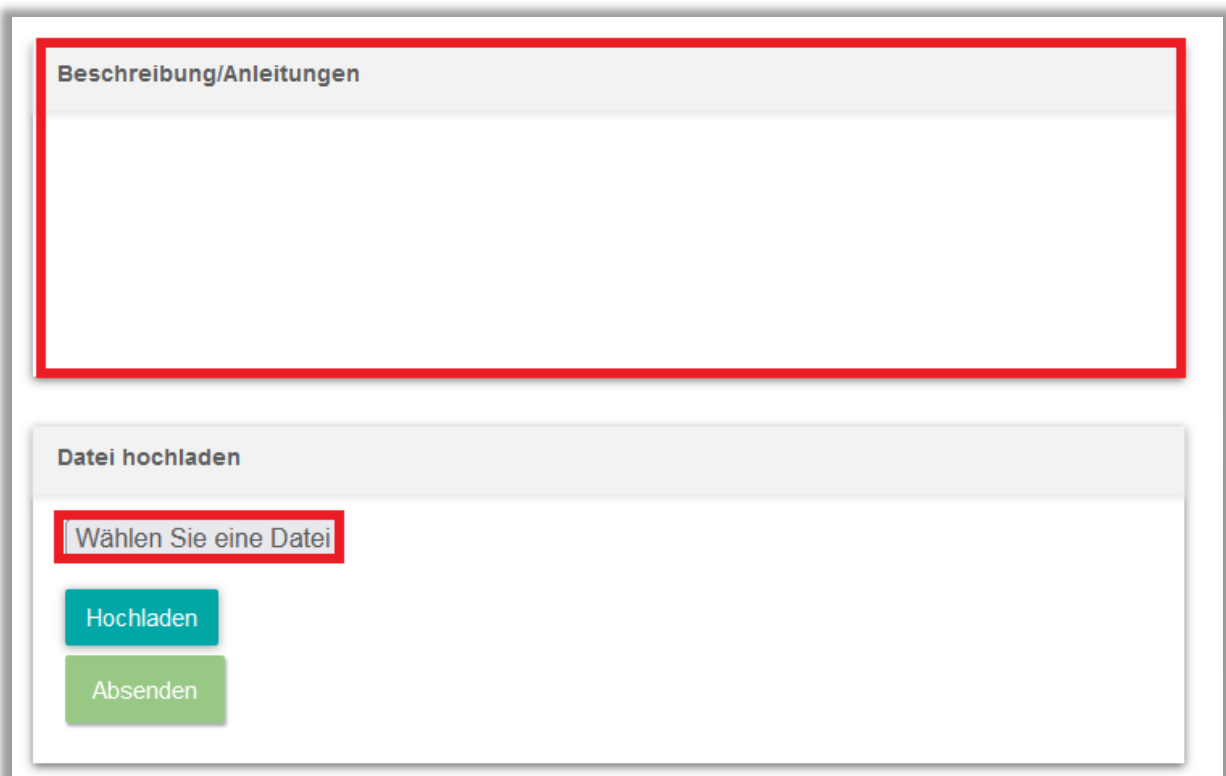 Beschreibung/Anleitungen
Datei hochladen
Wählen Sie eine Datei
Hochladen
Absenden